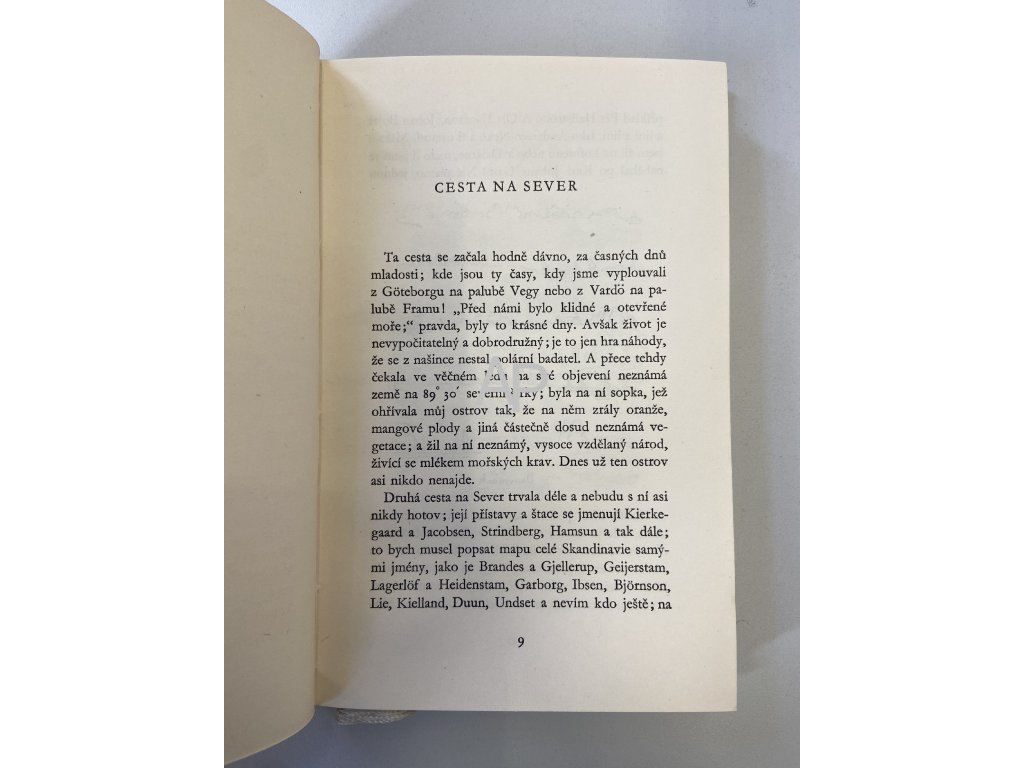 CESTA NA SEVER
Ta cesta se začala hodně dávno, za časných dnů
mladosti; kde jsou ty časy, kdy jsme vyplouvali
z Göteborgu na palubě Vegy nebo z Vardö na pa-
lubě Framu! „Před námi bylo klidné a otevřené
moře;“ pravda, byly to krásné dny. Avšak život je
nevypočitatelný a dobrodružný; je to jen hra náhody,
že se z našince nestal polární badatel. A přece tehdy
čekala ve věčném ledu na své objevení neznámá
země na 89° 30′ severní šířky; byla na ní sopka, jež
ohřívala můj ostrov tak, že na něm zrály oranže,
mangové plody a jiná částečně dosud neznámá ve-
getace; a žil na ní neznámý, vysoce vzdělaný národ,
živící se mlékem mořských krav. Dnes už ten ostrov
asi nikdo nenajde.
Druhá cesta na Sever trvala déle a nebudu s ní asi
nikdy hotov; její přístavy a štace se jmenují Kierke-
gaard a Jacobsen, Strindberg, Hamsun a tak dále;
to bych musel popsat mapu celé Skandinavie samý-
mi jmény, jako je Brandes a Gjellerup, Geijerstam,
Lagerlöf a Heidenstam, Garborg, Ibsen, Björnson,
Lie, Kielland, Duun, Undset a nevím kdo ještě; na
9